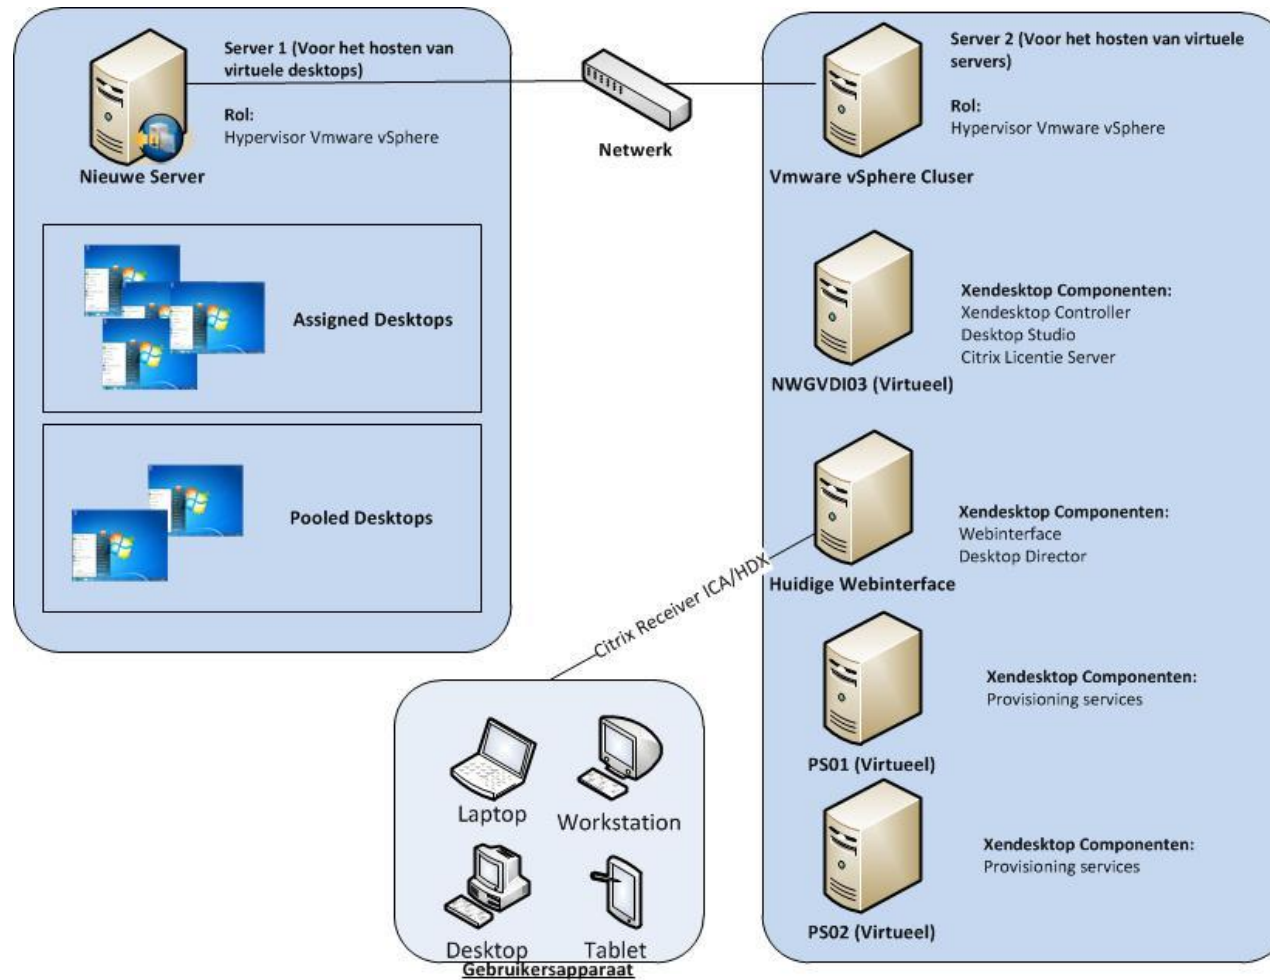 Server 1 (Voor het hosten van
virtuele desktops)
Rol:
Hypervisor Vmware vSphere
Nieuwe Server
Assigned Desktops
Pooled Desktops
Netwerk
Server 2 (Voor het hosten van virtuele
servers)
Rol:
Hypervisor Vmware vSphere
Vmware vSphere Cluser
Xendesktop Componenten:
Xendesktop Controller
Desktop Studio
Citrix Licentie Server
NWGVDI03 (Virtueel)
Xendesktop Componenten:
Webinterface
Desktop Director
Huidige Webinterface
Citrix Receiver ICA/HDX
Xendesktop Componenten:
Provisioning services
PS01 (Virtueel)
Xendesktop Componenten:
Provisioning services
PS02 (Virtueel)
Laptop
Workstation
Desktop
Tablet
Gebruikersapparaat